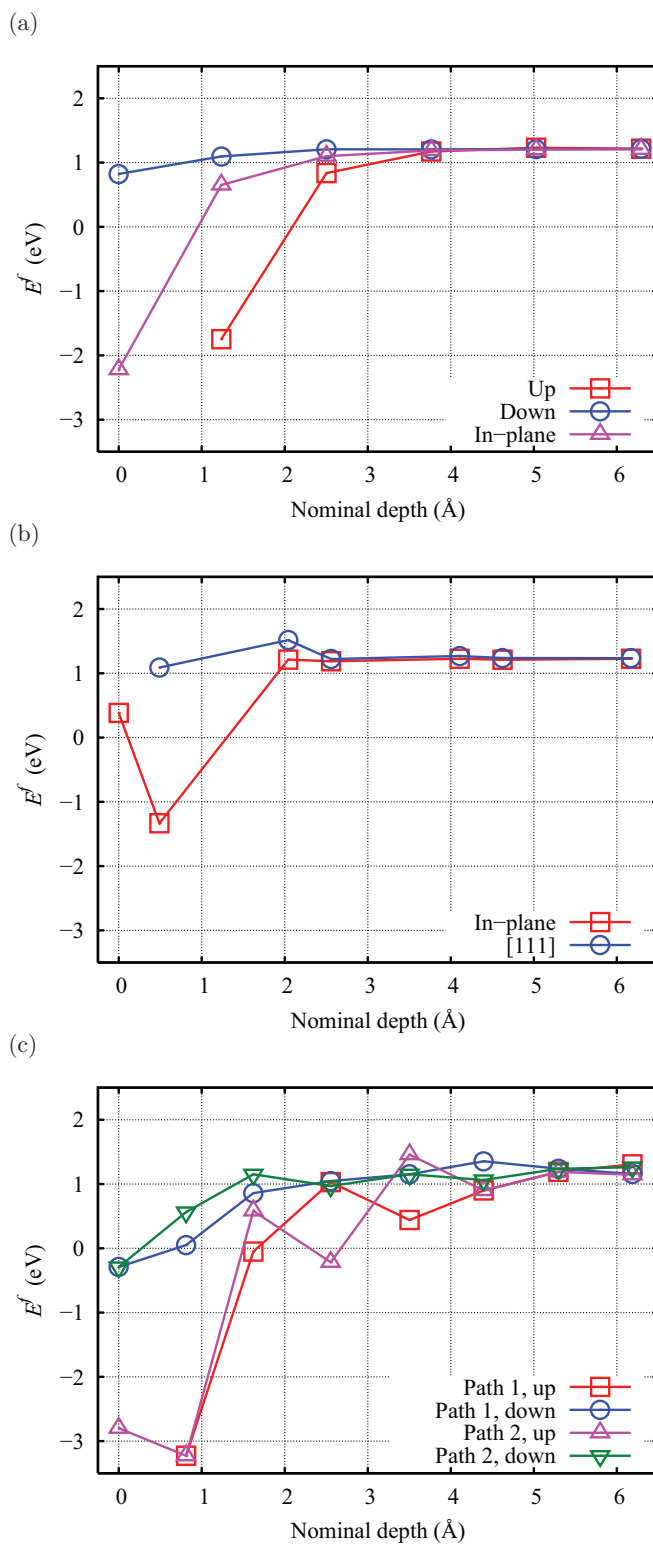 (a)
2
1
0
−1
−2
−3
E^f (eV)
Up
Down
In−plane
0 1 2 3 4 5 6
Nominal depth (Å)
(b)
2
1
0
−1
−2
−3
E^f (eV)
In−plane
[111]
0 1 2 3 4 5 6
Nominal depth (Å)
(c)
2
1
0
−1
−2
−3
E^f (eV)
Path 1, up
Path 1, down
Path 2, up
Path 2, down
0 1 2 3 4 5 6
Nominal depth (Å)